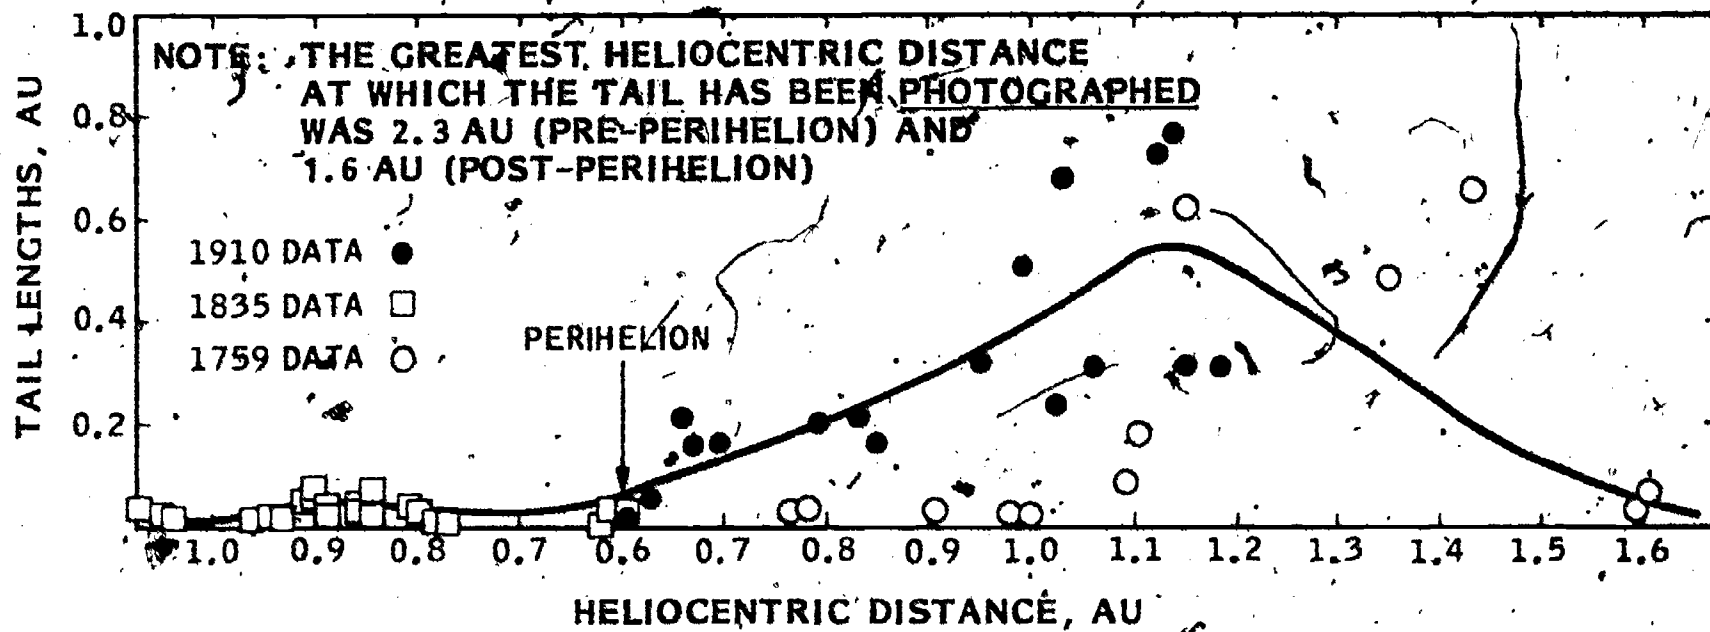 1.0
NOTE: THE GREATEST HELIOCENTRIC DISTANCE
AT WHICH THE TAIL HAS BEEN PHOTOGRAPHED
WAS 2.3 AU (PRE-PERIHELION) AND
1.6 AU (POST-PERIHELION)
TAIL LENGTHS, AU
0.8
0.6
0.4
0.2
1910 DATA
1835 DATA
1759 DATA
PERIHELION
1.0 0.9 0.8 0.7 0.6 0.7 0.8 0.9 1.0 1.1 1.2 1.3 1.4 1.5 1.6
HELIOCENTRIC DISTANCE, AU